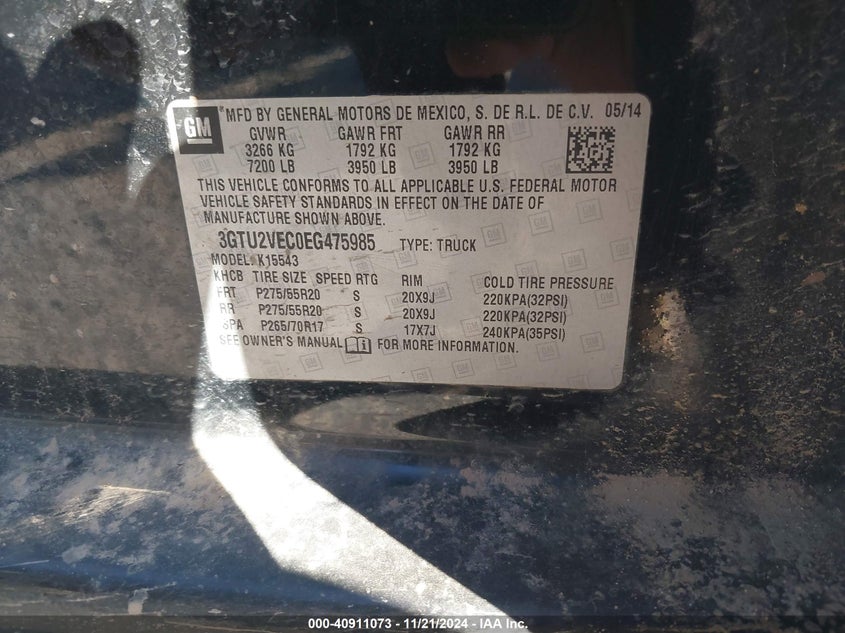 GM *MFD BY GENERAL MOTORS DE MEXICO, S. DE R.L. DE C.V. 05/14
GVWR GAWR FRT GAWR RR
3266 KG 1792 KG 1792 KG
7200 LB 3950 LB 3950 LB
THIS VEHICLE CONFORMS TO ALL APPLICABLE U.S. FEDERAL MOTOR
VEHICLE SAFETY STANDARDS IN EFFECT ON THE DATE OF
MANUFACTURE SHOWN ABOVE.
3GTU2VEC0EG475985 TYPE: TRUCK
MODEL: K15543
KHCB TIRE SIZE SPEED RTG RIM COLD TIRE PRESSURE
FRT P275/55R20 S 20X9J 220KPA(32PSI)
RR P275/55R20 S 20X9J 220KPA(32PSI)
SPA P265/70R17 S 17X7J 240KPA(35PSI)
SEE OWNER'S MANUAL FOR MORE INFORMATION.
000-40911073 - 11/21/2024 - IAA Inc.